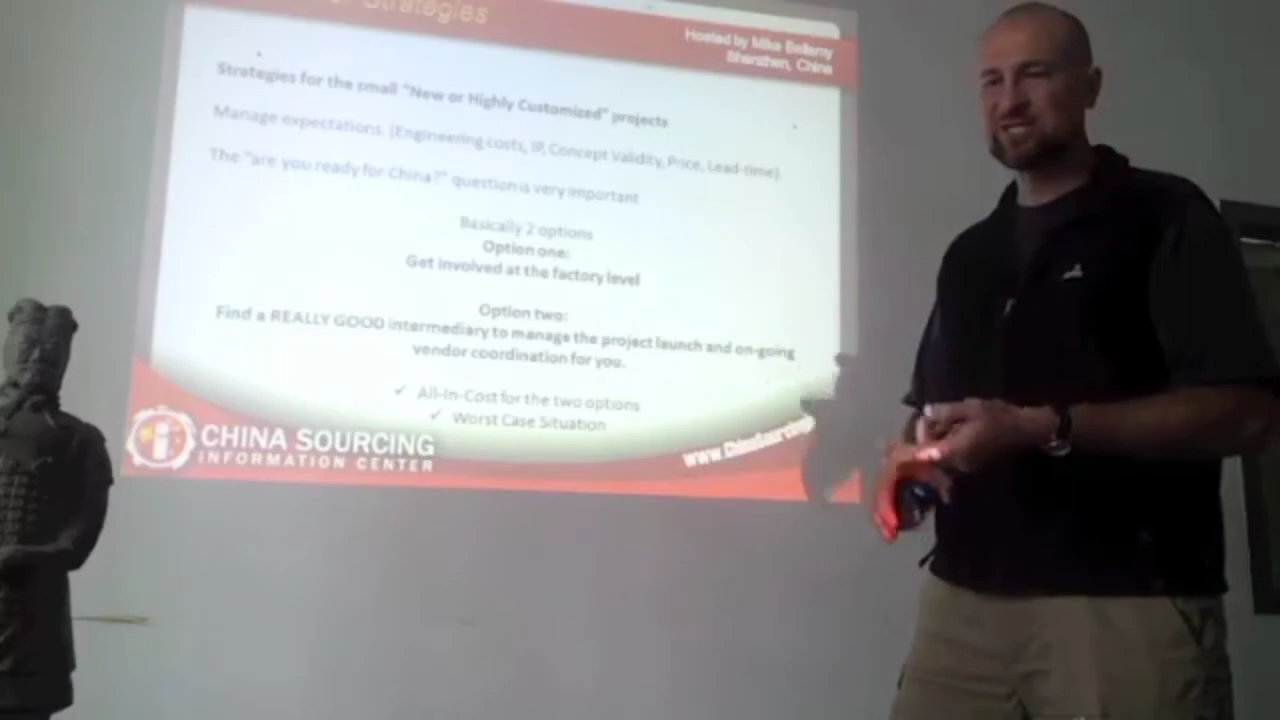 Strategies
Hosted by Mike Bellamy
Shenzhen, China
Strategies for the small "New or Highly Customized" projects
Manage expectations. (Engineering costs, IP, Concept Validity, Price, Lead-time)
The "are you ready for China?" question is very important
Basically 2 options
Option one:
Get involved at the factory level
Option two:
Find a REALLY GOOD intermediary to manage the project launch and on-going
vendor coordination for you.
✓ All-In-Cost for the two options
✓ Worst Case Situation
CHINA SOURCING
INFORMATION CENTER
www.ChinaSourcing